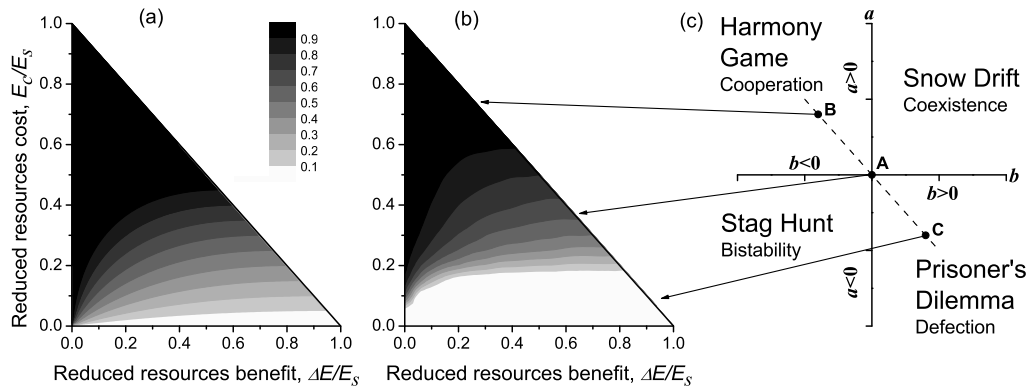 (a)
(b)
(c)
Reduced resources cost, E_C/E_S
1.0
0.8
0.6
0.4
0.2
0.0
0.0 0.2 0.4 0.6 0.8 1.0
Reduced resources benefit, ΔE/E_S
0.9
0.8
0.7
0.6
0.5
0.4
0.3
0.2
0.1
1.0
0.8
0.6
0.4
0.2
0.0
0.0 0.2 0.4 0.6 0.8 1.0
Reduced resources benefit, ΔE/E_S
Harmony
Game
Cooperation
a
a>0
Snow Drift
Coexistence
B
b<0
A
b
b>0
Stag Hunt
Bistability
C
a<0
Prisoner's
Dilemma
Defection